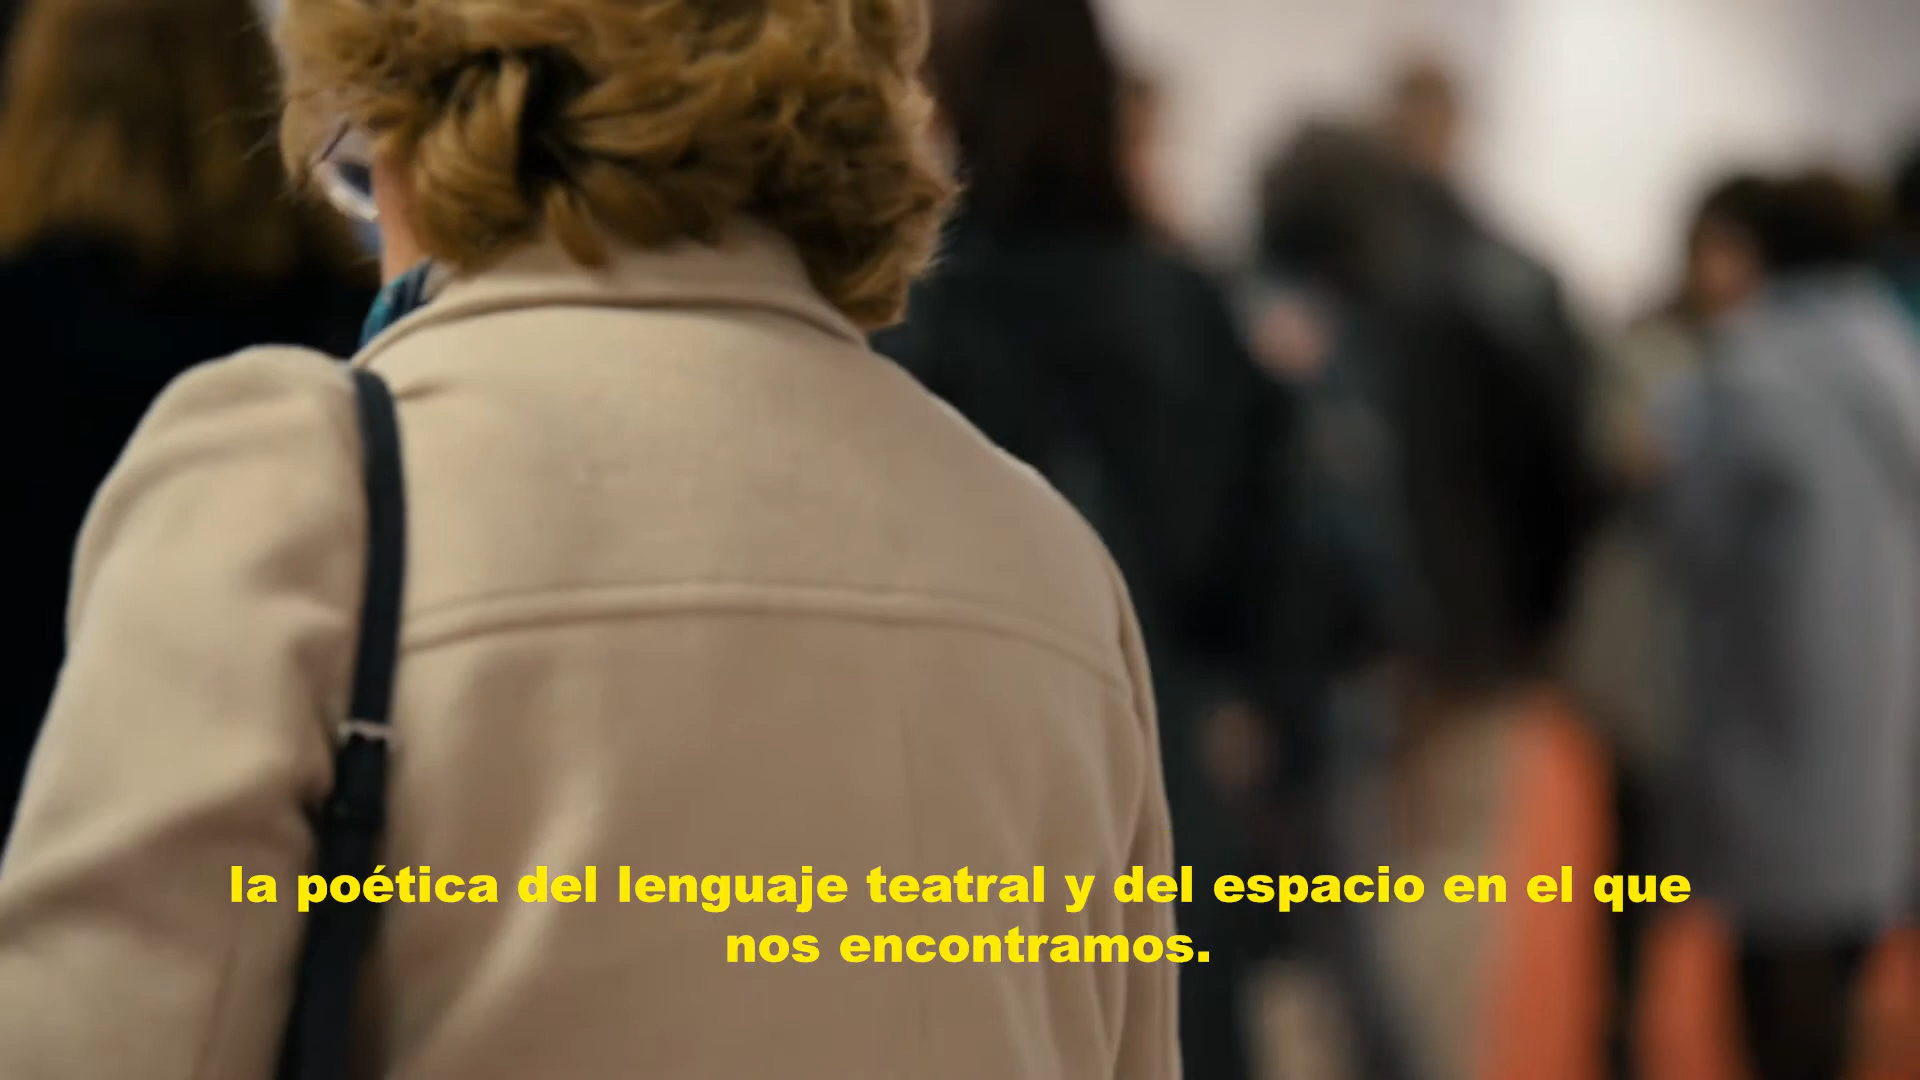 la poética del lenguaje teatral y del espacio en el que
nos encontramos.